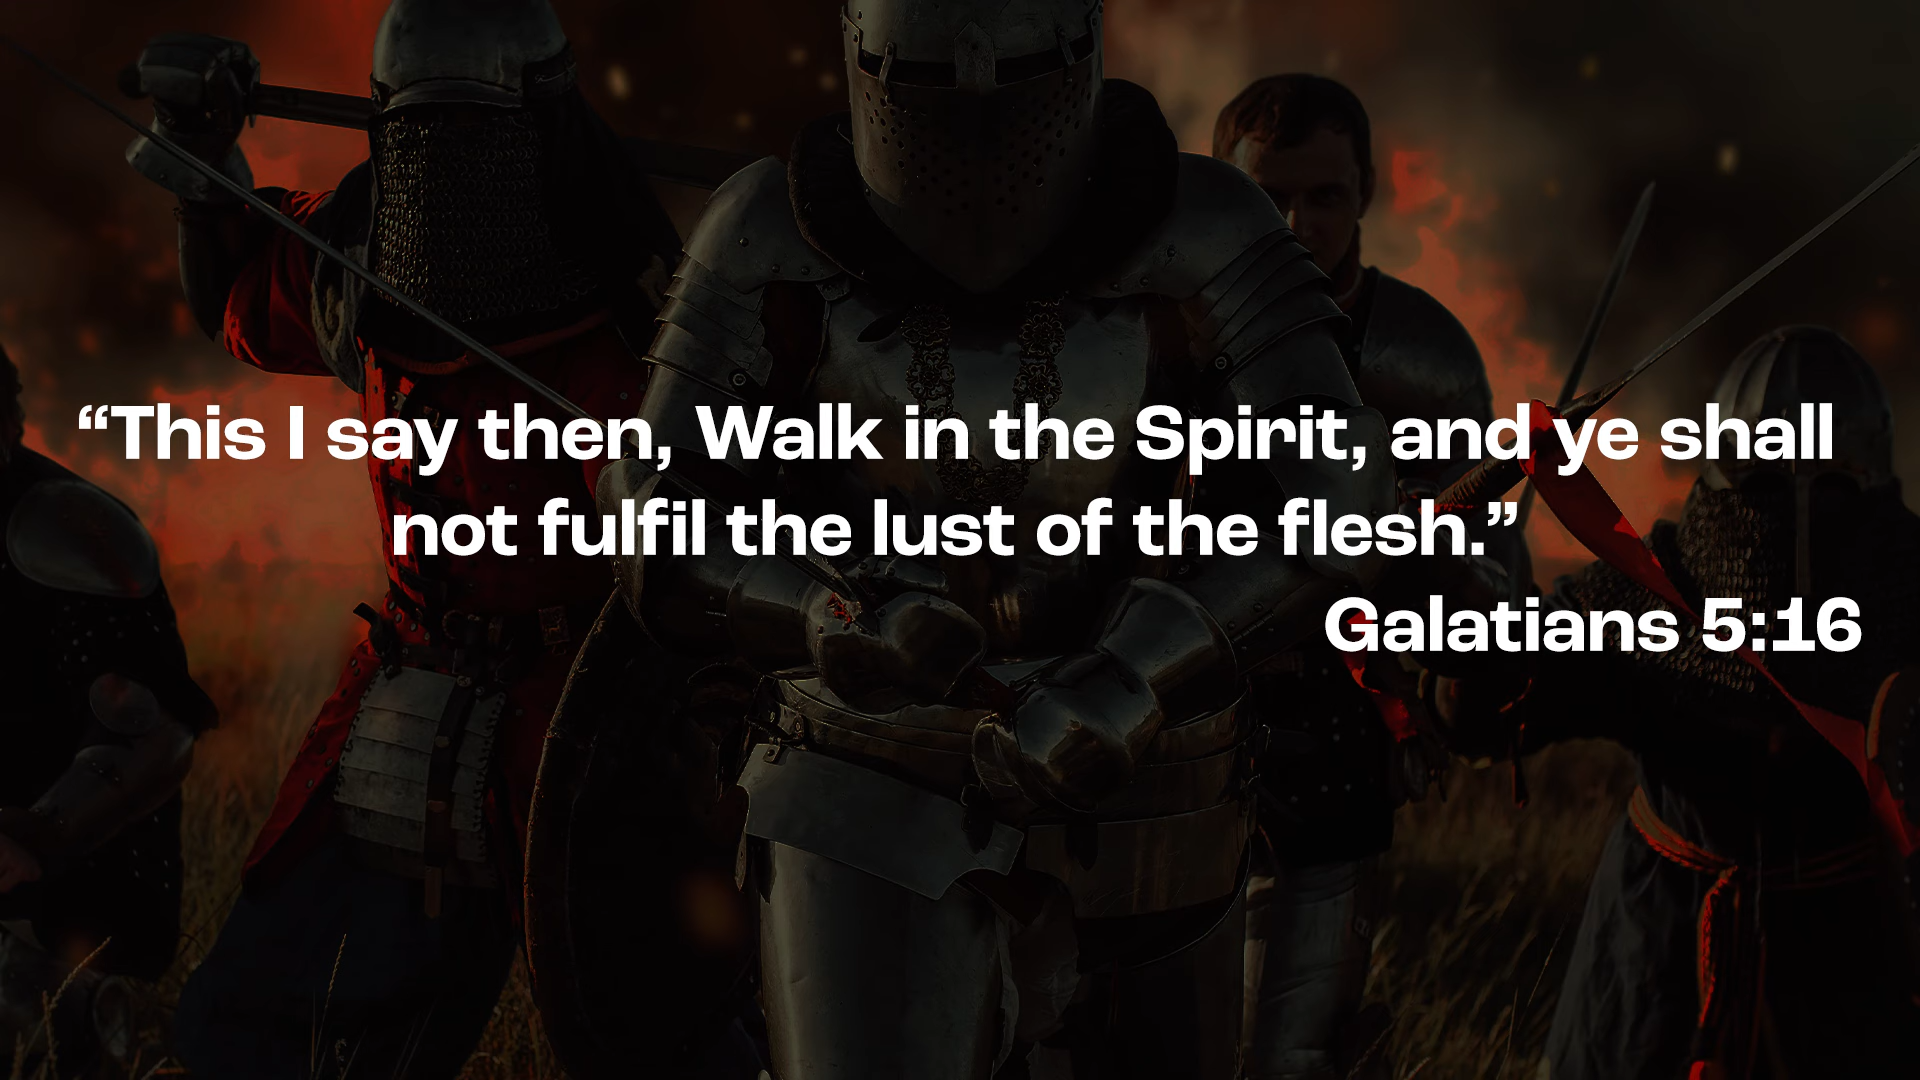 “This I say then, Walk in the Spirit, and ye shall
not fulfil the lust of the flesh.”
Galatians 5:16